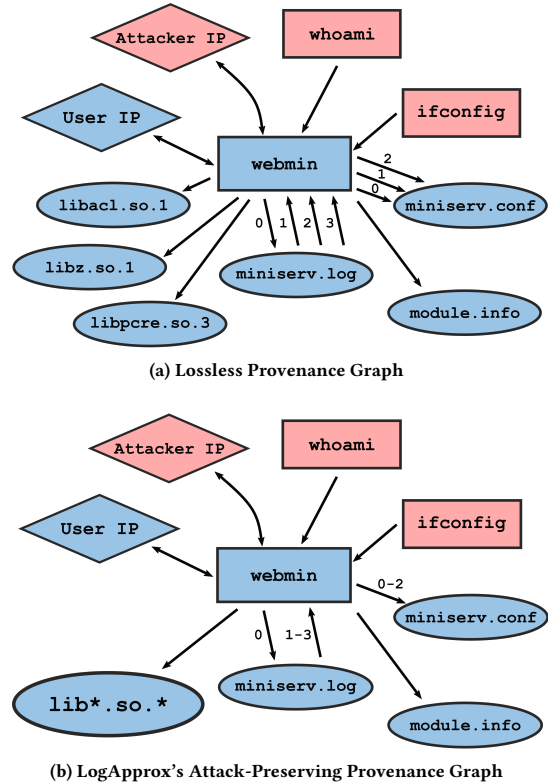 Attacker IP
whoami
User IP
ifconfig
webmin
2
1
0
libacl.so.1
miniserv.conf
0 1 2 3
libz.so.1
miniserv.log
libpcre.so.3
module.info
(a) Lossless Provenance Graph
Attacker IP
whoami
User IP
ifconfig
webmin
0-2
miniserv.conf
0 1-3
lib*.so.*
miniserv.log
module.info
(b) LogApprox's Attack-Preserving Provenance Graph